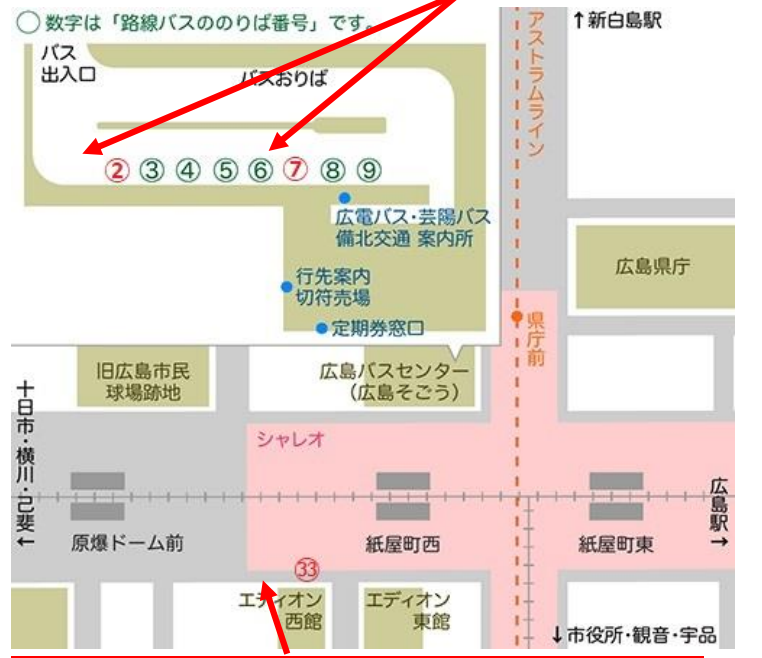 ○数字は「路線バスののりば番号」です。
バス
出入口
バスおりば
②③④⑤⑥⑦⑧⑨
広電バス・芸陽バス
備北交通 案内所
行先案内
切符売場
定期券窓口
アストラムライン
↑新白島駅
広島県庁
県庁前
旧広島市民
球場跡地
広島バスセンター
(広島そごう)
十日市・横川・己斐←
シャレオ
広島駅→
原爆ドーム前
紙屋町西
紙屋町東
㉝
エディオン
西館
エディオン
東館
↓市役所・観音・宇品